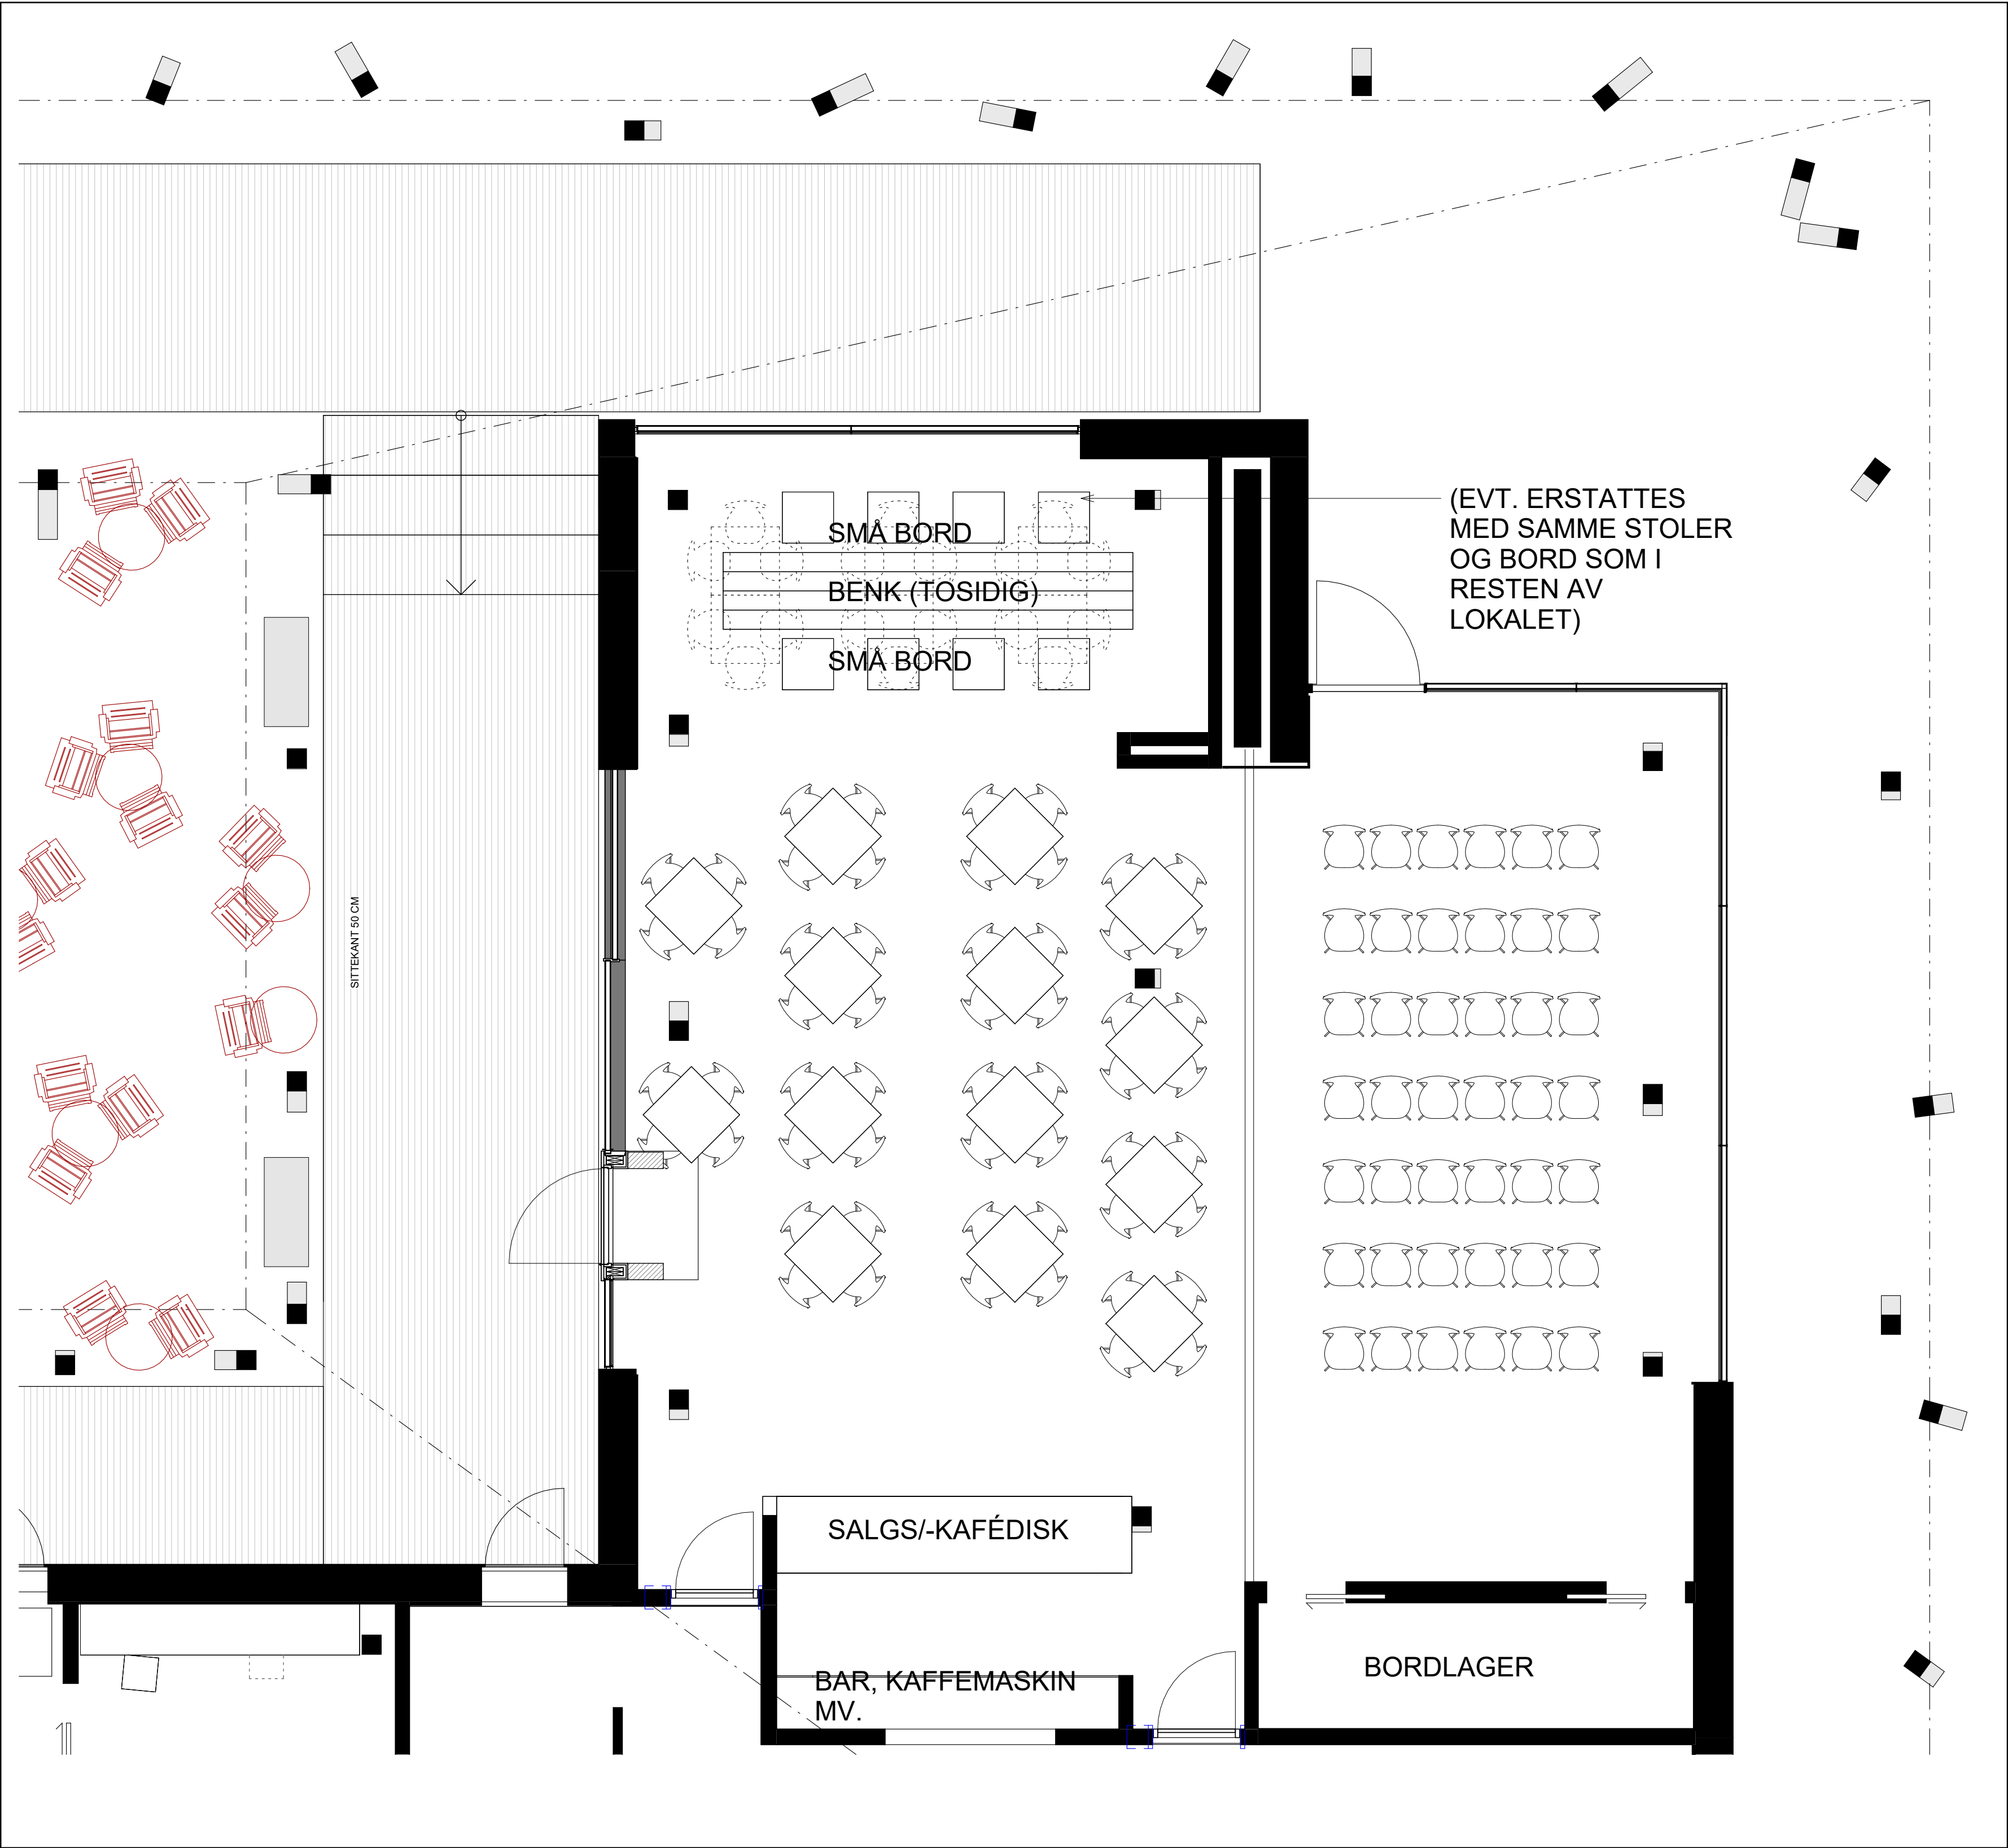 SMÅ BORD
BENK (TOSIDIG)
SMÅ BORD
(EVT. ERSTATTES
MED SAMME STOLER
OG BORD SOM I
RESTEN AV
LOKALET)
SITTEKANT 50 CM
SALGS/-KAFÉDISK
BAR, KAFFEMASKIN
MV.
BORDLAGER